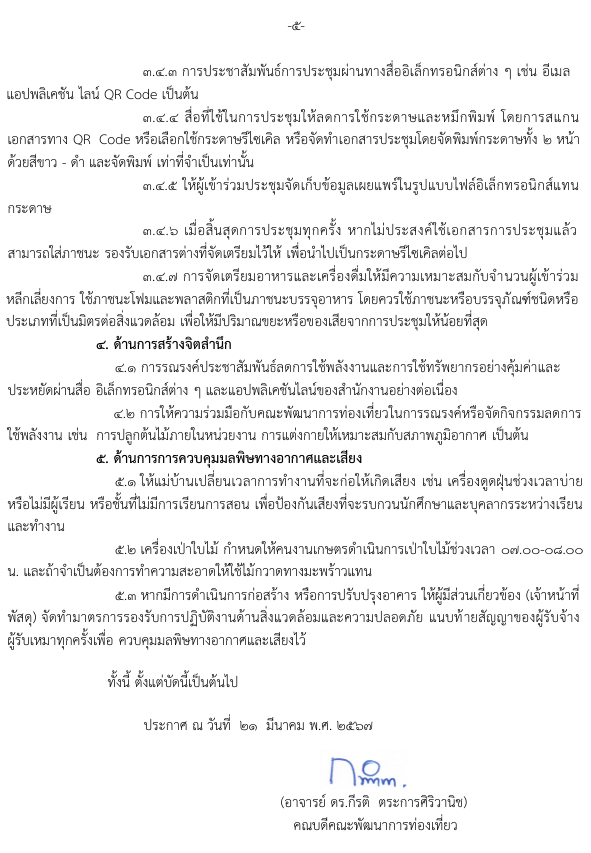 -๕-
๓.๔.๓ การประชาสัมพันธ์การประชุมผ่านทางสื่ออิเล็กทรอนิกส์ต่าง ๆ เช่น อีเมล
แอปพลิเคชัน ไลน์ QR Code เป็นต้น
๓.๔.๔ สื่อที่ใช้ในการประชุมให้ลดการใช้กระดาษและหมึกพิมพ์ โดยการสแกน
เอกสารทาง QR Code หรือเลือกใช้กระดาษรีไซเคิล หรือจัดทำเอกสารประชุมโดยจัดพิมพ์กระดาษทั้ง ๒ หน้า
ด้วยสีขาว - ดำ และจัดพิมพ์ เท่าที่จำเป็นเท่านั้น
๓.๔.๕ ให้ผู้เข้าร่วมประชุมจัดเก็บข้อมูลเผยแพร่ในรูปแบบไฟล์อิเล็กทรอนิกส์แทน
กระดาษ
๓.๔.๖ เมื่อสิ้นสุดการประชุมทุกครั้ง หากไม่ประสงค์ใช้เอกสารการประชุมแล้ว
สามารถใส่ภาชนะ รองรับเอกสารต่างที่จัดเตรียมไว้ให้ เพื่อนำไปเป็นกระดาษรีไซเคิลต่อไป
๓.๔.๗ การจัดเตรียมอาหารและเครื่องดื่มให้มีความเหมาะสมกับจำนวนผู้เข้าร่วม
หลีกเลี่ยงการ ใช้ภาชนะโฟมและพลาสติกที่เป็นภาชนะบรรจุอาหาร โดยควรใช้ภาชนะหรือบรรจุภัณฑ์ชนิดหรือ
ประเภทที่เป็นมิตรต่อสิ่งแวดล้อม เพื่อให้มีปริมาณขยะหรือของเสียจากการประชุมให้น้อยที่สุด
๔. ด้านการสร้างจิตสำนึก
๔.๑ การรณรงค์ประชาสัมพันธ์ลดการใช้พลังงานและการใช้ทรัพยากรอย่างคุ้มค่าและ
ประหยัดผ่านสื่อ อิเล็กทรอนิกส์ต่าง ๆ และแอปพลิเคชันไลน์ของสำนักงานอย่างต่อเนื่อง
๔.๒ การให้ความร่วมมือกับคณะพัฒนาการท่องเที่ยวในการรณรงค์หรือจัดกิจกรรมลดการ
ใช้พลังงาน เช่น การปลูกต้นไม้ภายในหน่วยงาน การแต่งกายให้เหมาะสมกับสภาพภูมิอากาศ เป็นต้น
๕. ด้านการการควบคุมมลพิษทางอากาศและเสียง
๕.๑ ให้แม่บ้านเปลี่ยนเวลาการทำงานที่จะก่อให้เกิดเสียง เช่น เครื่องดูดฝุ่นช่วงเวลาบ่าย
หรือไม่มีผู้เรียน หรือชั้นที่ไม่มีการเรียนการสอน เพื่อป้องกันเสียงที่จะรบกวนนักศึกษาและบุคลากรระหว่างเรียน
และทำงาน
๕.๒ เครื่องเป่าใบไม้ กำหนดให้คนงานเกษตรดำเนินการเป่าใบไม้ช่วงเวลา ๐๗.๐๐-๐๘.๐๐
น. และถ้าจำเป็นต้องการทำความสะอาดให้ใช้ไม้กวาดทางมะพร้าวแทน
๕.๓ หากมีการดำเนินการก่อสร้าง หรือการปรับปรุงอาคาร ให้ผู้มีส่วนเกี่ยวข้อง (เจ้าหน้าที่
พัสดุ) จัดทำมาตรการรองรับการปฏิบัติงานด้านสิ่งแวดล้อมและความปลอดภัย แนบท้ายสัญญาของผู้รับจ้าง
ผู้รับเหมาทุกครั้งเพื่อ ควบคุมมลพิษทางอากาศและเสียงไว้
ทั้งนี้ ตั้งแต่บัดนี้เป็นต้นไป
ประกาศ ณ วันที่ ๒๑ มีนาคม พ.ศ. ๒๕๖๗
(อาจารย์ ดร.กีรติ ตระการศิริวานิช)
คณบดีคณะพัฒนาการท่องเที่ยว